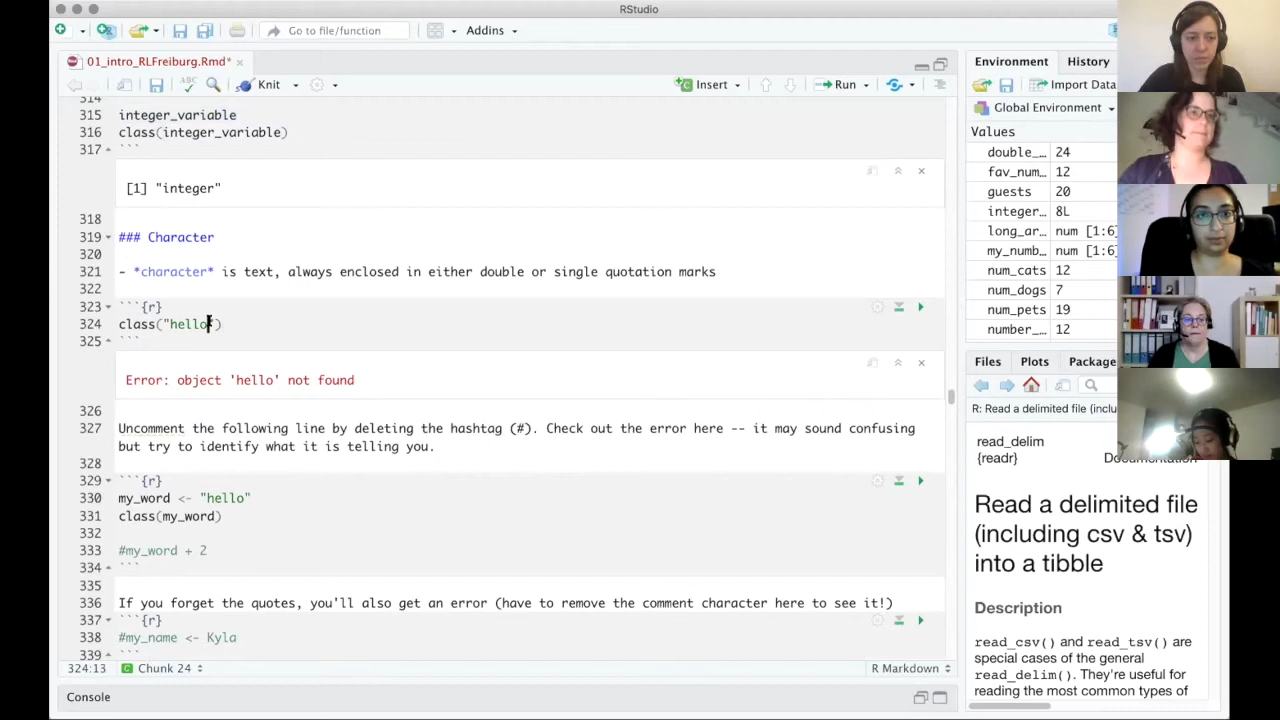 RStudio
Go to file/function
Addins
01_intro_RLFreiburg.Rmd*
Knit
Insert
Run
314
315 integer_variable
316 class(integer_variable)
317 ```
[1] "integer"
318
319 ### Character
320
321 - *character* is text, always enclosed in either double or single quotation marks
322
323 ```{r}
324 class("hello")
325 ```
Error: object 'hello' not found
326
327 Uncomment the following line by deleting the hashtag (#). Check out the error here -- it may sound confusing
but try to identify what it is telling you.
328
329 ```{r}
330 my_word <- "hello"
331 class(my_word)
332
333 #my_word + 2
334 ```
335
336 If you forget the quotes, you'll also get an error (have to remove the comment character here to see it!)
337 ```{r}
338 #my_name <- Kyla
339 ```
324:13 Chunk 24 R Markdown
Console
Environment History
Import Data
Global Environment
Values
double_… 24
fav_num… 12
guests 20
integer… 8L
long_ar… num [1:6]
my_numb… num [1:6]
num_cats 12
num_dogs 7
num_pets 19
number_… 12
Files Plots Package
R: Read a delimited file (inclu
read_delim
{readr} Documentation
Read a delimited file
(including csv & tsv)
into a tibble
Description
read_csv() and read_tsv() are
special cases of the general
read_delim(). They're useful for
reading the most common types of